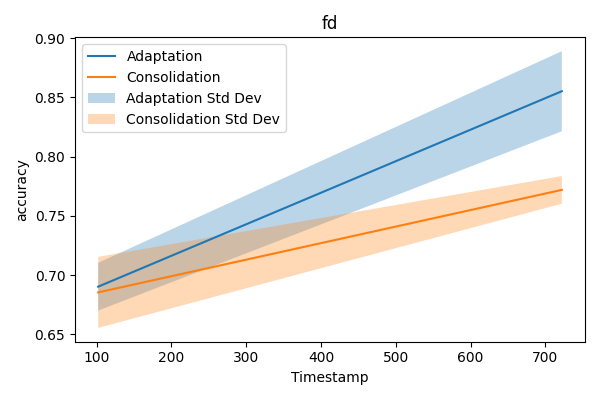 fd
0.90
0.85
0.80
0.75
0.70
0.65
accuracy
Adaptation
Consolidation
Adaptation Std Dev
Consolidation Std Dev
100 200 300 400 500 600 700
Timestamp